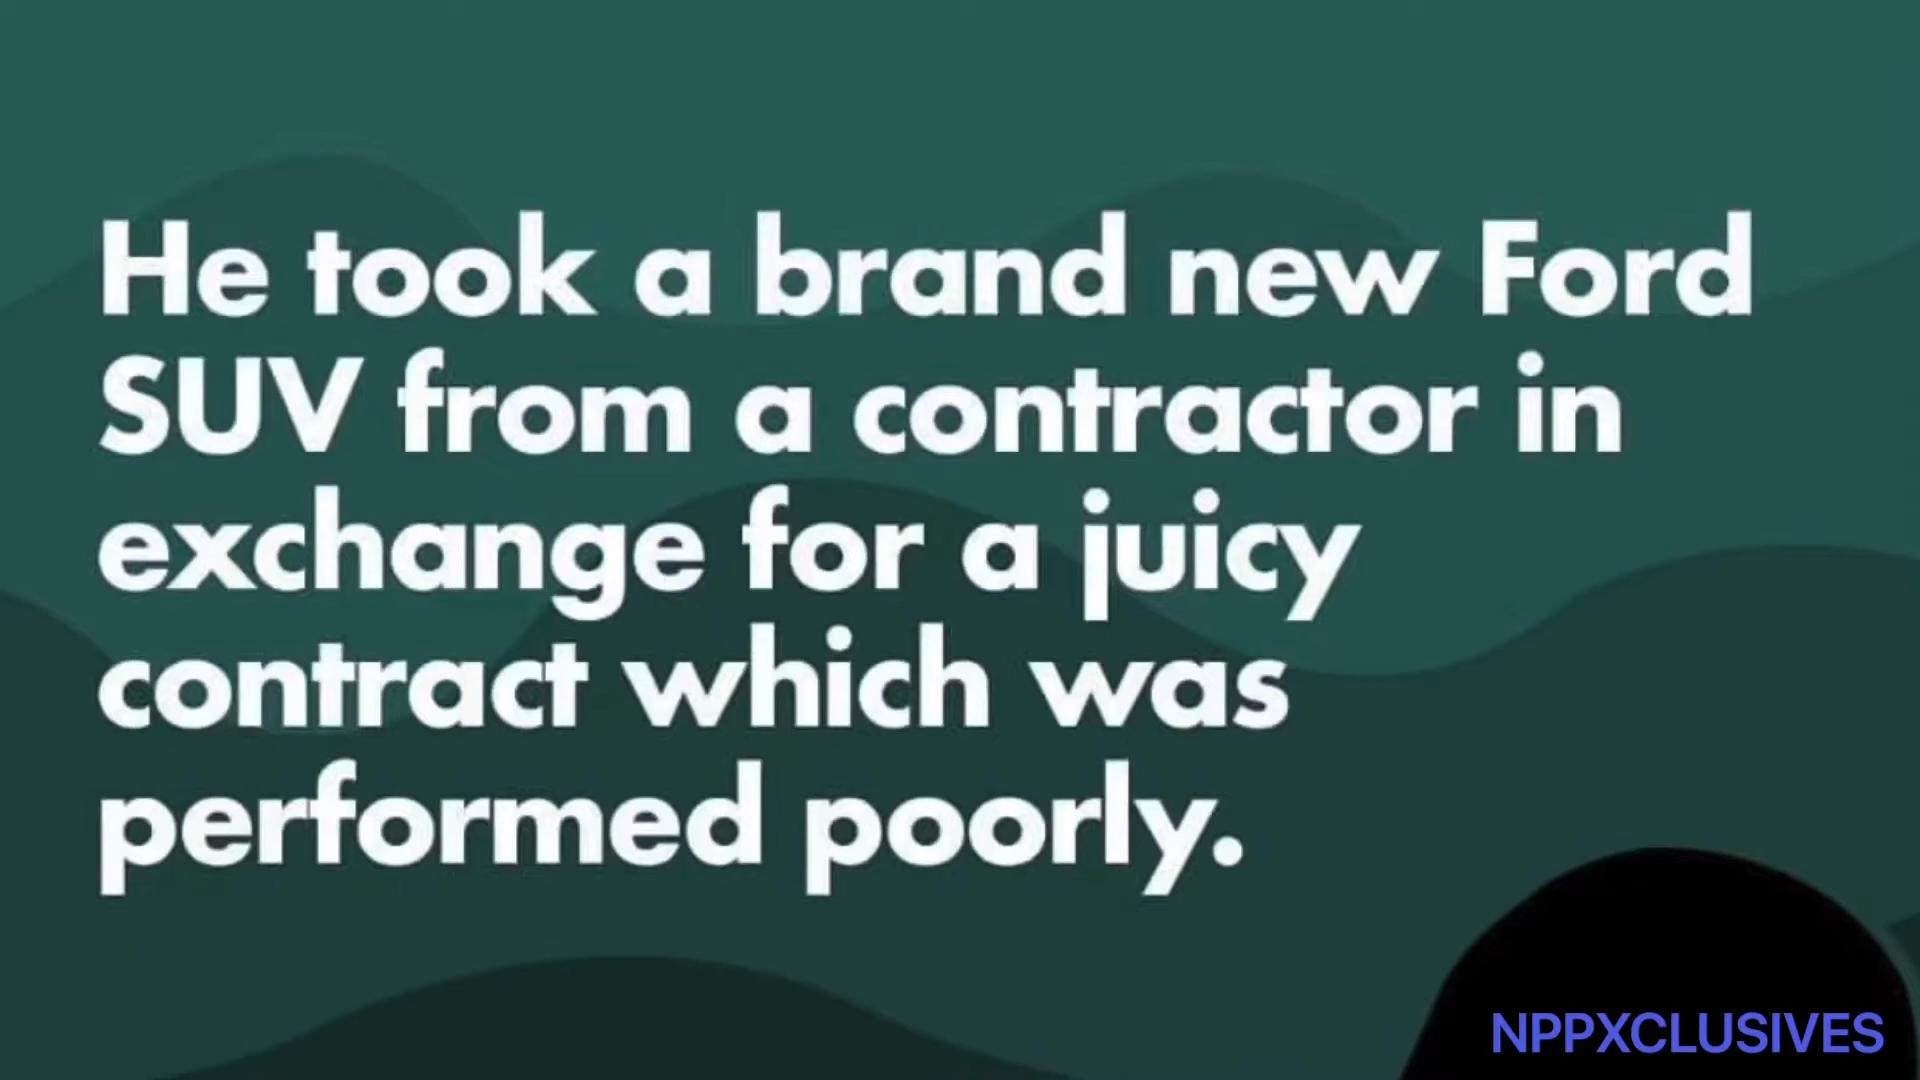 He took a brand new Ford
SUV from a contractor in
exchange for a juicy
contract which was
performed poorly.
NPPXCLUSIVES